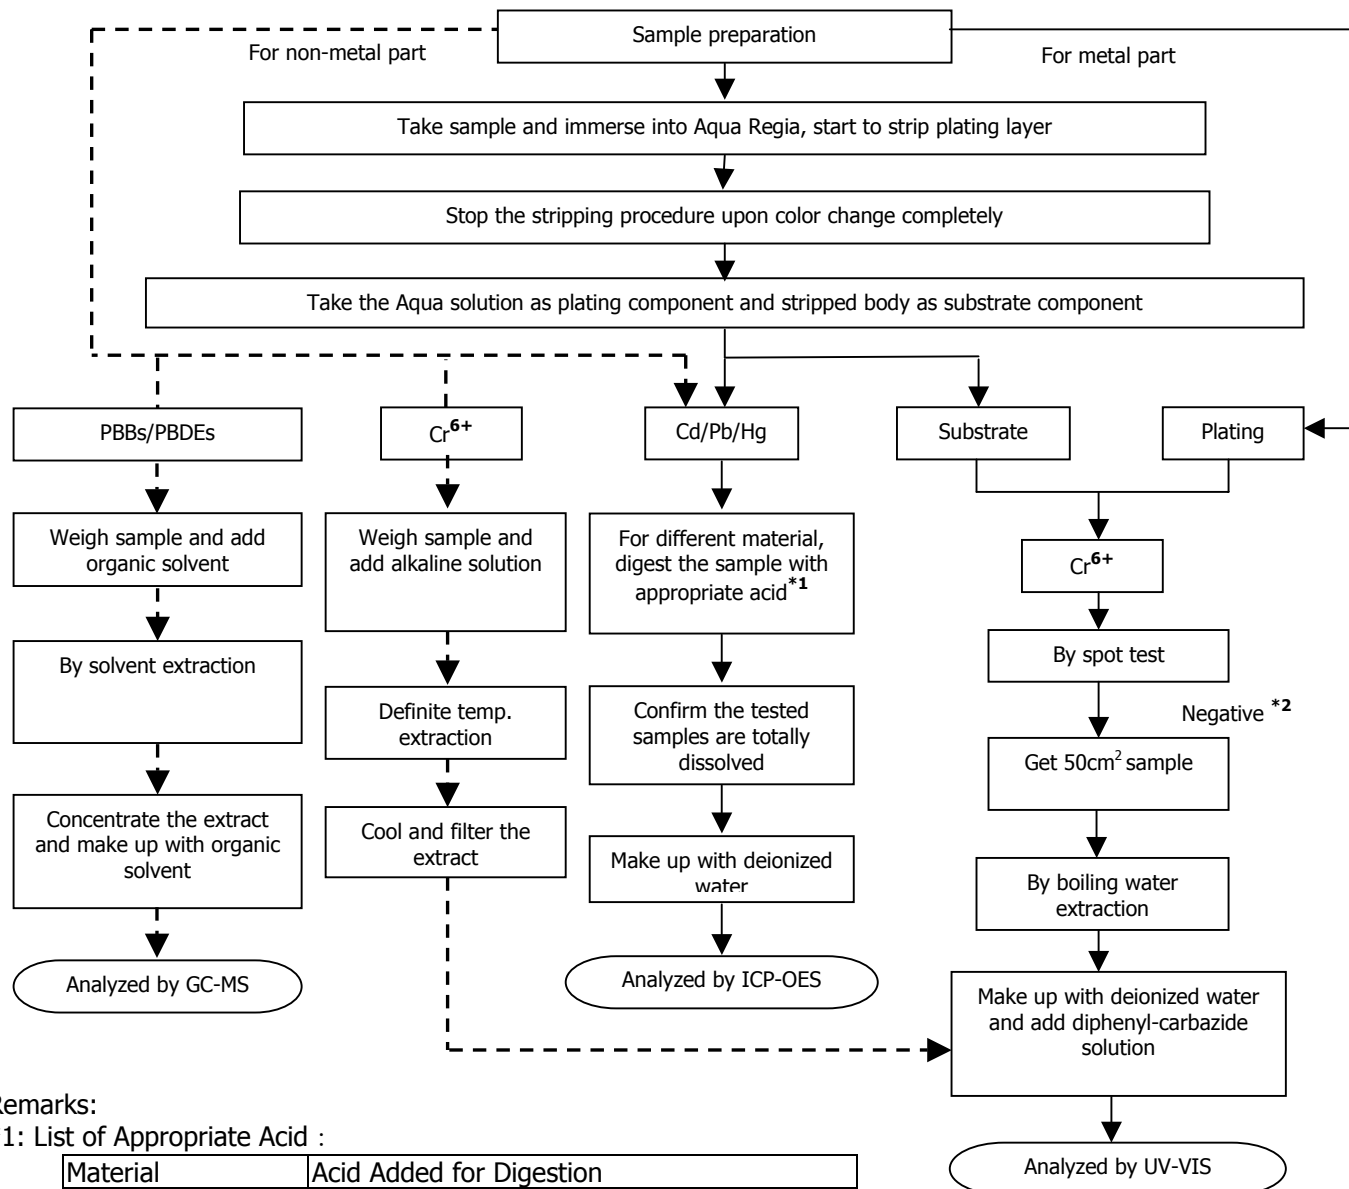 Sample preparation
For non-metal part
For metal part
Take sample and immerse into Aqua Regia, start to strip plating layer
Stop the stripping procedure upon color change completely
Take the Aqua solution as plating component and stripped body as substrate component
PBBs/PBDEs
Cr6+
Cd/Pb/Hg
Substrate
Plating
Weigh sample and add
organic solvent
Weigh sample and
add alkaline solution
For different material,
digest the sample with
appropriate acid*1
Cr6+
By solvent extraction
Definite temp.
extraction
Confirm the tested
samples are totally
dissolved
By spot test
Negative *2
Get 50cm2 sample
Concentrate the extract
and make up with organic
solvent
Cool and filter the
extract
Make up with deionized
water
By boiling water
extraction
Analyzed by GC-MS
Analyzed by ICP-OES
Make up with deionized water
and add diphenyl-carbazide
solution
Analyzed by UV-VIS
Remarks:
1: List of Appropriate Acid :
Material Acid Added for Digestion